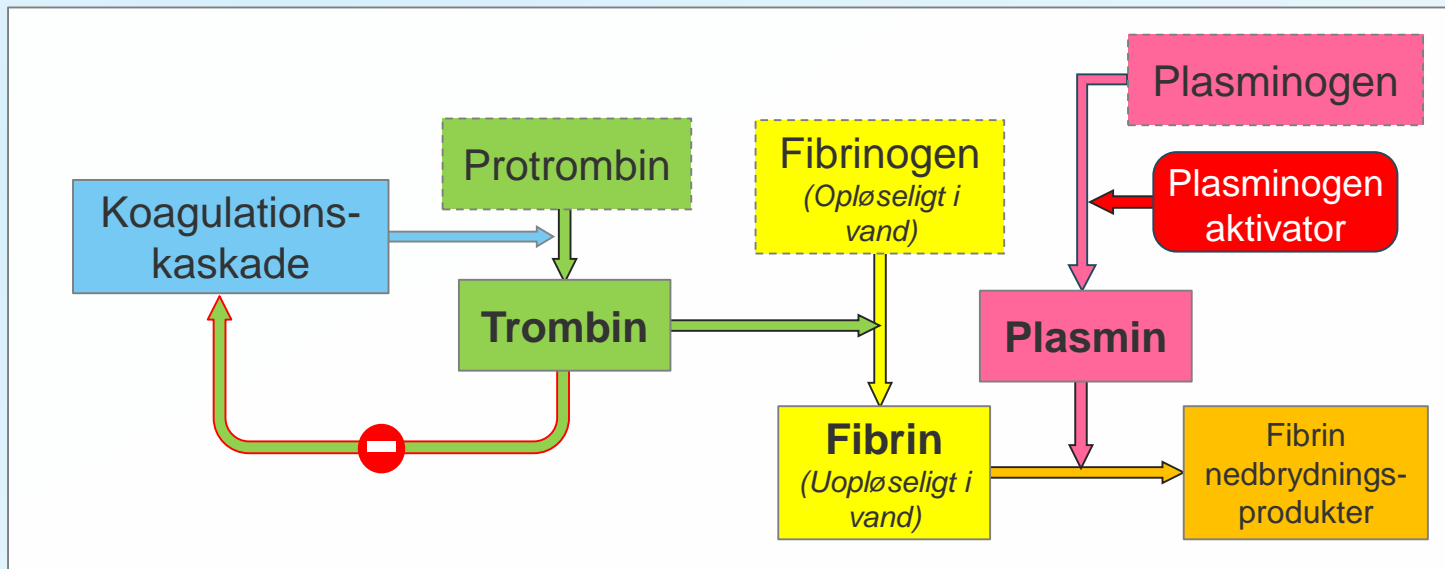 Plasminogen
Protrombin
Fibrinogen
(Opløseligt i
vand)
Plasminogen
aktivator
Koagulations-
kaskade
Trombin
Plasmin
Fibrin
(Uopløseligt i
vand)
Fibrin
nedbrydnings-
produkter